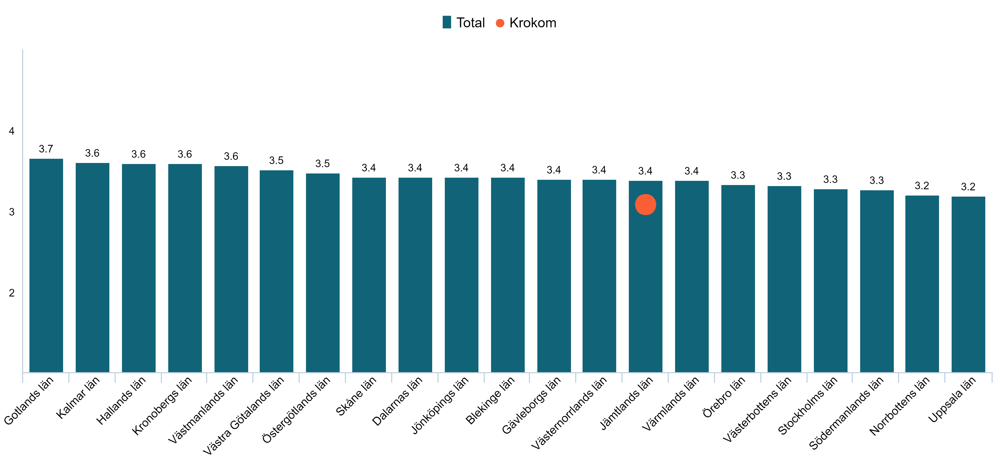 Total Krokom
4
3
2
3.7 3.6 3.6 3.6 3.6 3.5 3.5 3.4 3.4 3.4 3.4 3.4 3.4 3.4 3.4 3.3 3.3 3.3 3.3 3.2 3.2
Gotlands län
Kalmar län
Hallands län
Kronobergs län
Västmanlands län
Västra Götalands län
Östergötlands län
Skåne län
Dalarnas län
Jönköpings län
Blekinge län
Gävleborgs län
Västernorrlands län
Jämtlands län
Värmlands län
Örebro län
Västerbottens län
Stockholms län
Södermanlands län
Norrbottens län
Uppsala län